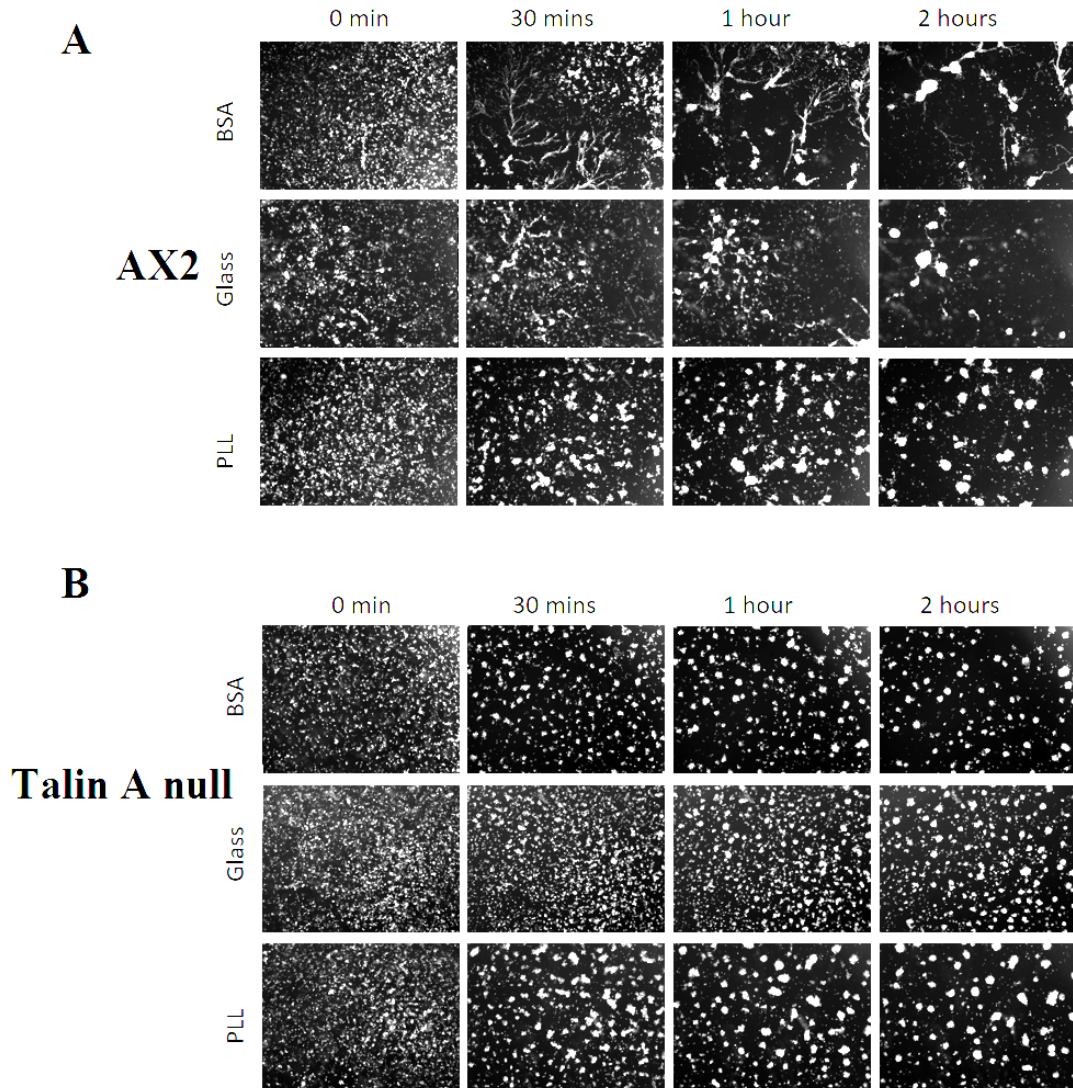 A
0 min 30 mins 1 hour 2 hours
BSA
AX2
Glass
PLL
B
0 min 30 mins 1 hour 2 hours
BSA
Talin A null
Glass
PLL